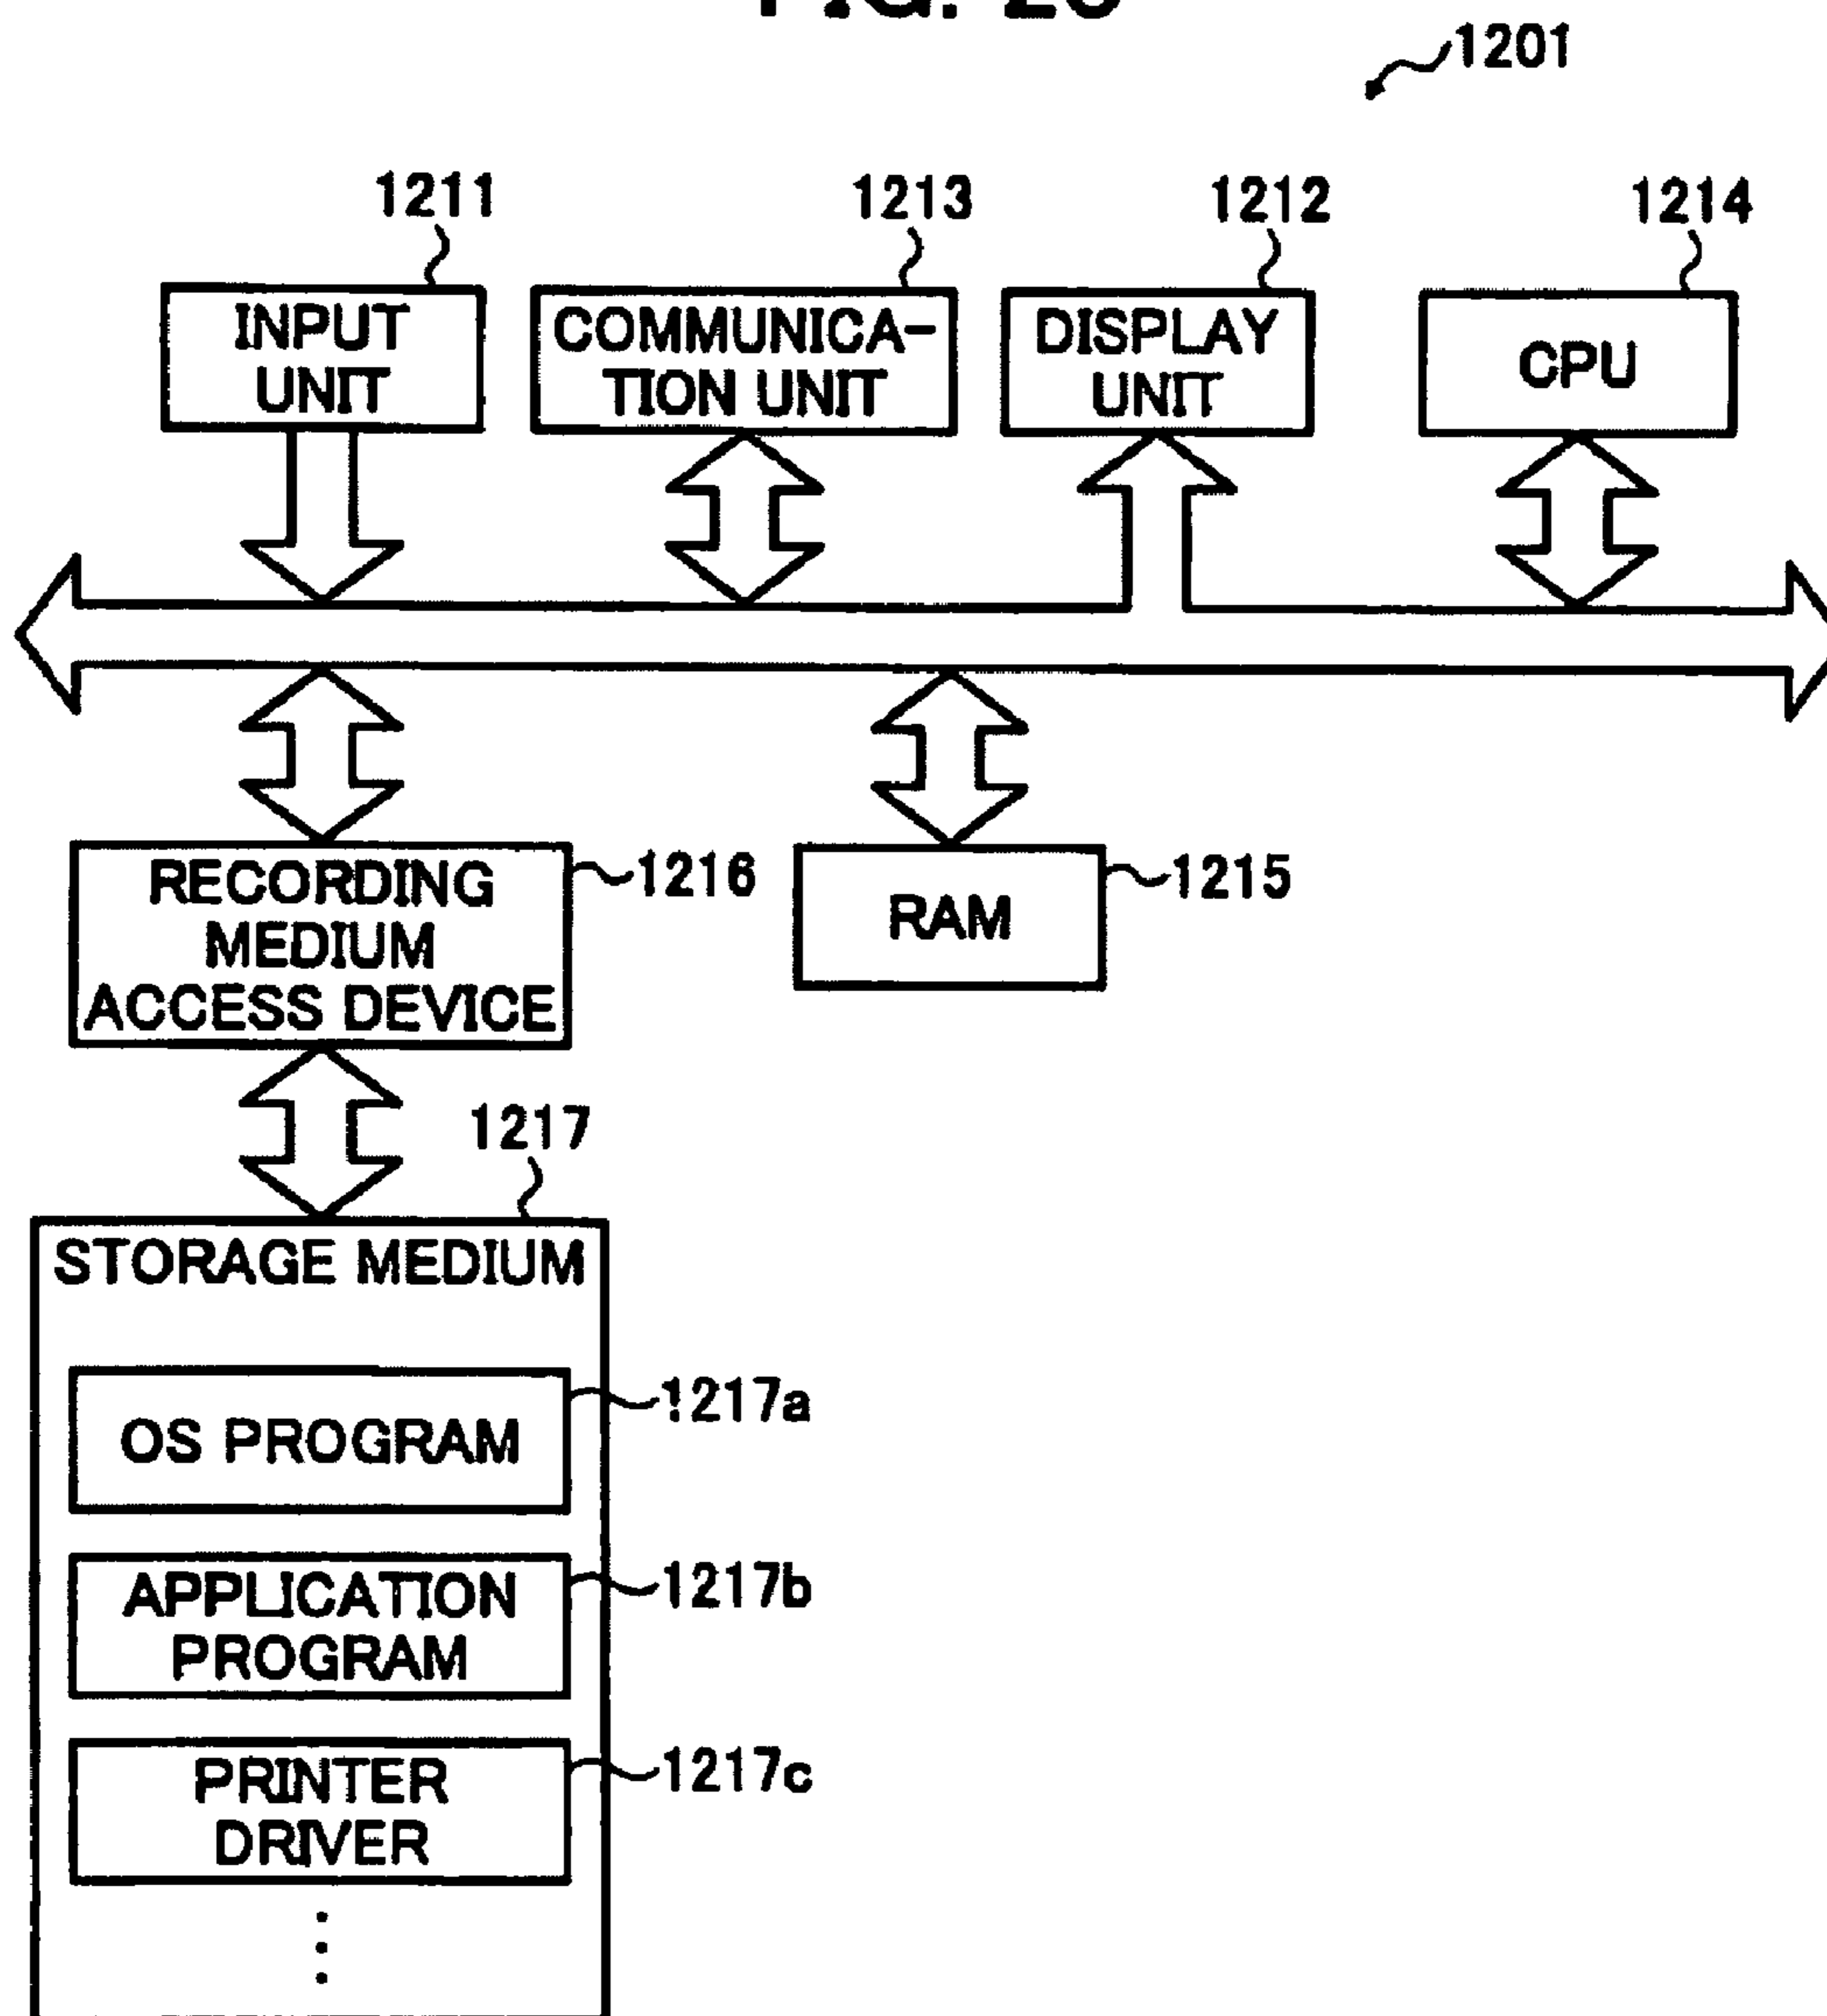 1201
1211
1213
1212
1214
INPUT
UNIT
COMMUNICA-
TION UNIT
DISPLAY
UNIT
CPU
RECORDING
MEDIUM
ACCESS DEVICE
1216
RAM
1215
1217
STORAGE MEDIUM
OS PROGRAM
1217a
APPLICATION
PROGRAM
1217b
PRINTER
DRIVER
1217c